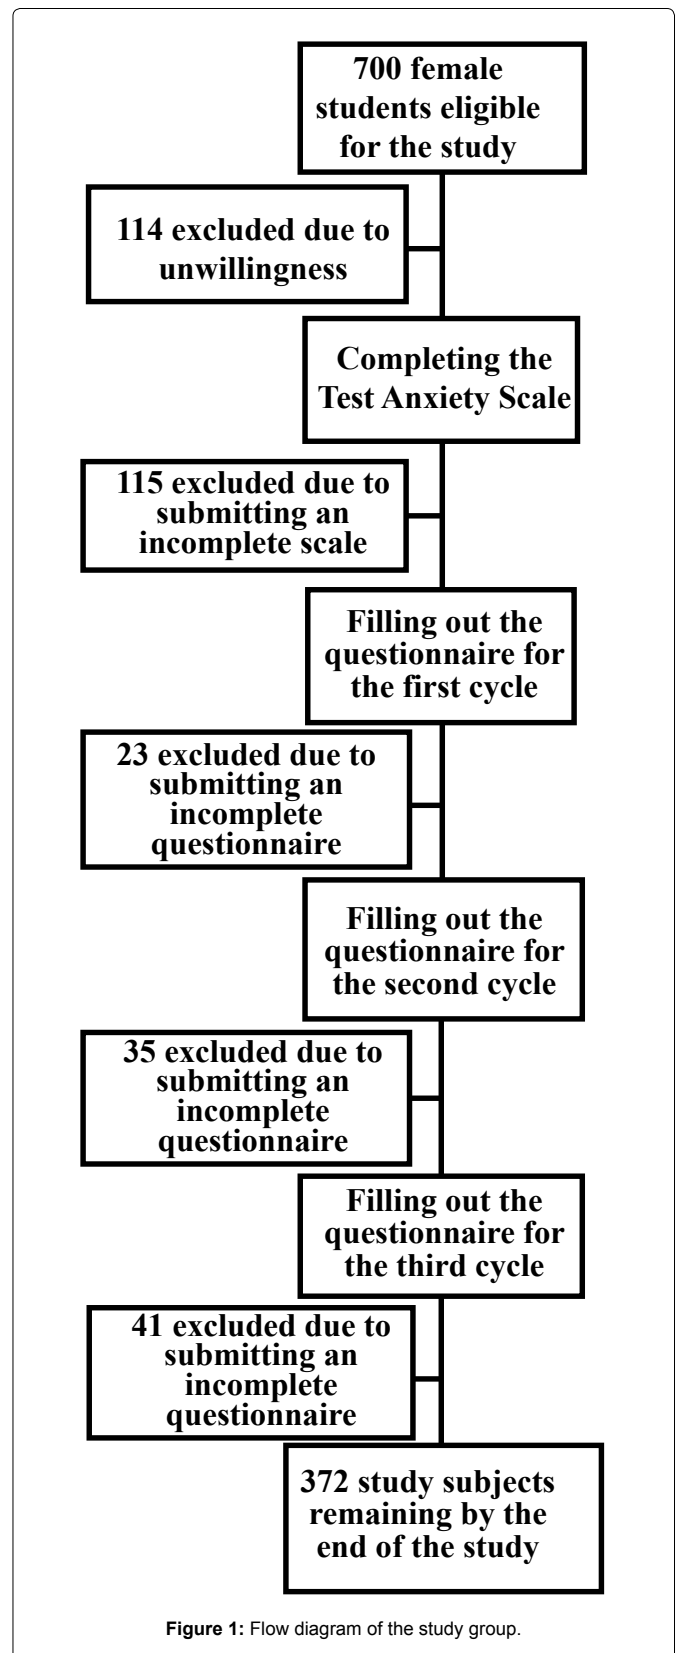 700 female
students eligible
for the study
114 excluded due to
unwillingness
Completing the
Test Anxiety Scale
115 excluded due to
submitting an
incomplete scale
Filling out the
questionnaire for
the first cycle
23 excluded due to
submitting an
incomplete
questionnaire
Filling out the
questionnaire for
the second cycle
35 excluded due to
submitting an
incomplete
questionnaire
Filling out the
questionnaire for
the third cycle
41 excluded due to
submitting an
incomplete
questionnaire
372 study subjects
remaining by the
end of the study
Figure 1: Flow diagram of the study group.